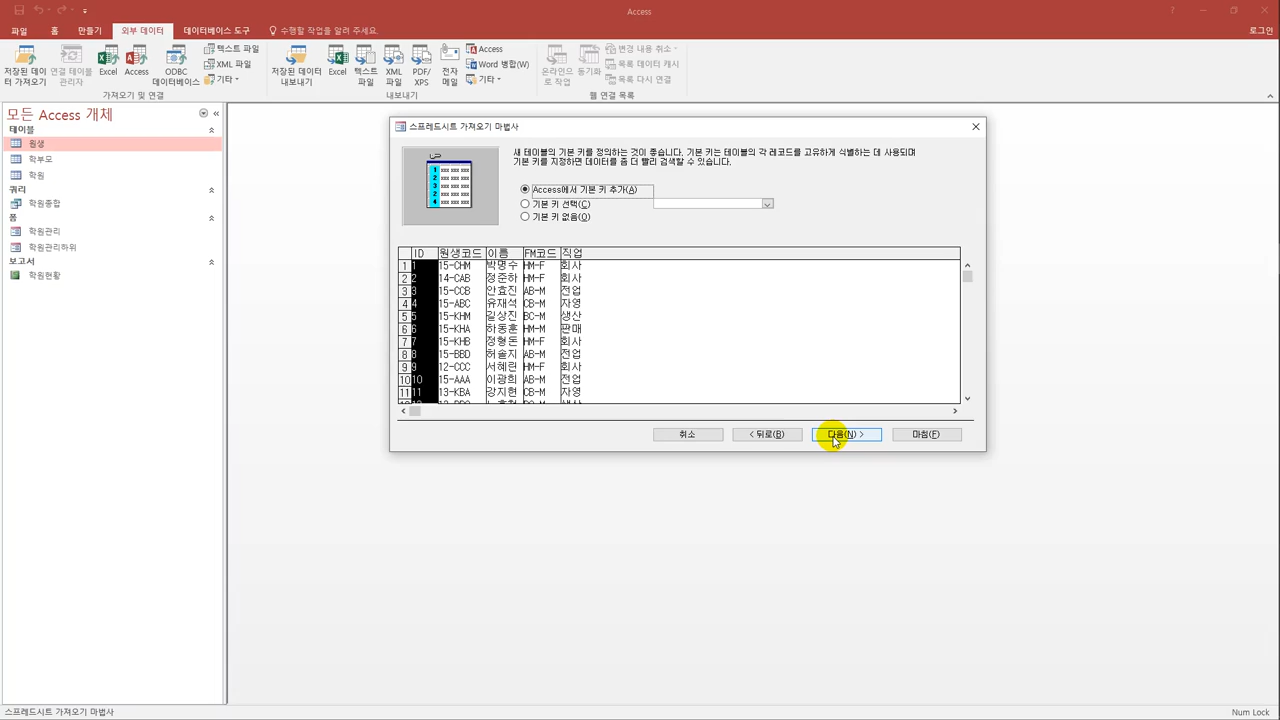 Access
로그인
파일 홈 만들기 외부 데이터 데이터베이스 도구 수행할 작업을 알려 주세요.
저장된 데이
터 가져오기
연결 테이블
관리자
Excel
Access
ODBC
데이터베이스
텍스트 파일
XML 파일
기타
가져오기 및 연결
저장된 데이터
내보내기
Excel
텍스트
파일
XML
파일
PDF/
XPS
전자
메일
Access
Word 병합(W)
기타
내보내기
온라인으
로 작업
동기화
변경 내용 취소
목록 데이터 캐시
목록 다시 연결
웹 연결 목록
모든 Access 개체
테이블
원생
학부모
학원
쿼리
학원종합
폼
학원관리
학원관리하위
보고서
학원현황
스프레드시트 가져오기 마법사
새 테이블의 기본 키를 정의하는 것이 좋습니다. 기본 키는 테이블의 각 레코드를 고유하게 식별하는 데 사용되며
기본 키를 지정하면 데이터를 좀 더 빨리 검색할 수 있습니다.
Access에서 기본 키 추가(A)
기본 키 선택(C)
기본 키 없음(O)
ID 원생코드 이름 FM코드 직업
1 1 15-CHM 박명수 HM-F 회사
2 2 14-CAB 정준하 HM-F 회사
3 3 15-CCB 안효진 AB-M 전업
4 4 15-ABC 유재석 CB-M 자영
5 5 15-KHM 길상진 BC-M 생산
6 6 15-KHA 하동훈 HM-M 판매
7 7 15-KHB 정형돈 HM-F 회사
8 8 15-BBD 허솔지 AB-M 전업
9 9 12-CCC 서혜린 HM-F 회사
10 10 15-AAA 이광희 AB-M 전업
11 11 13-KBA 강지현 CB-M 자영
취소
< 뒤로(B)
다음(N) >
마침(F)
스프레드시트 가져오기 마법사
Num Lock